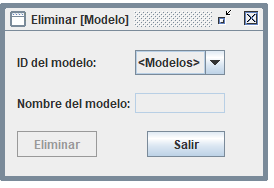 Eliminar [Modelo]
ID del modelo: <Modelos>
Nombre del modelo:
Eliminar Salir